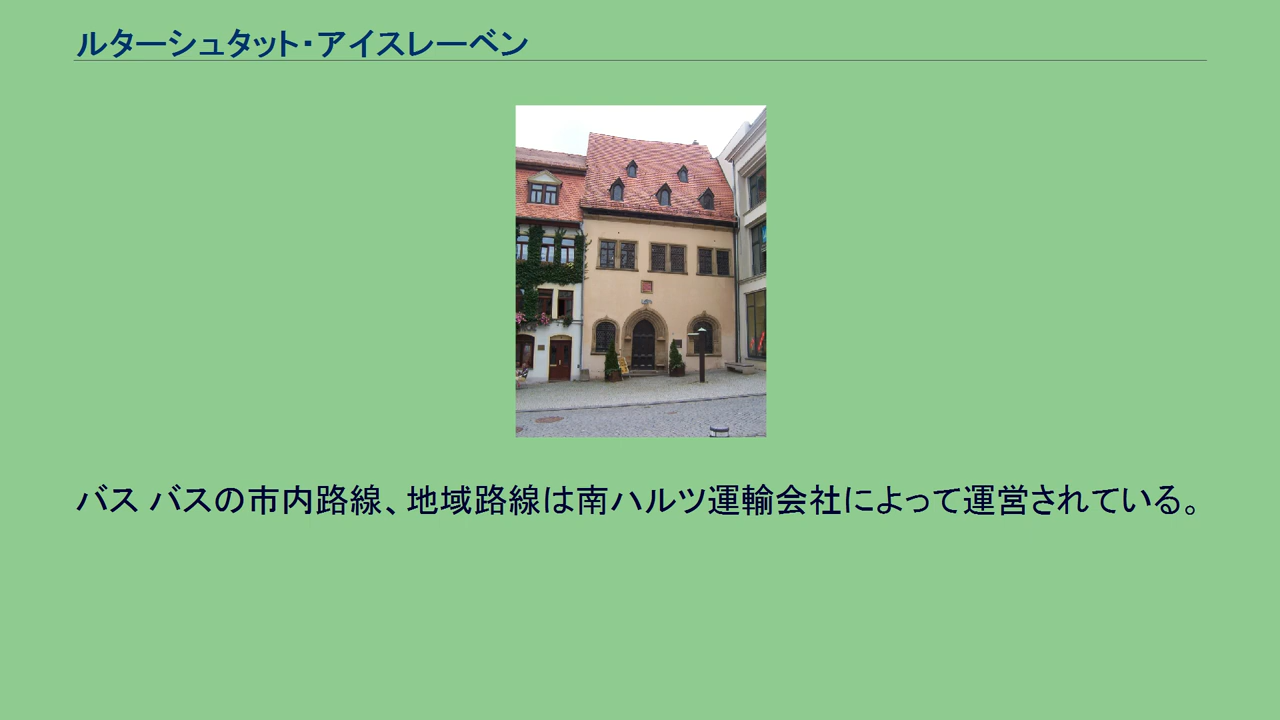 ルターシュタット・アイスレーベン
バス バスの市内路線、地域路線は南ハルツ運輸会社によって運営されている。